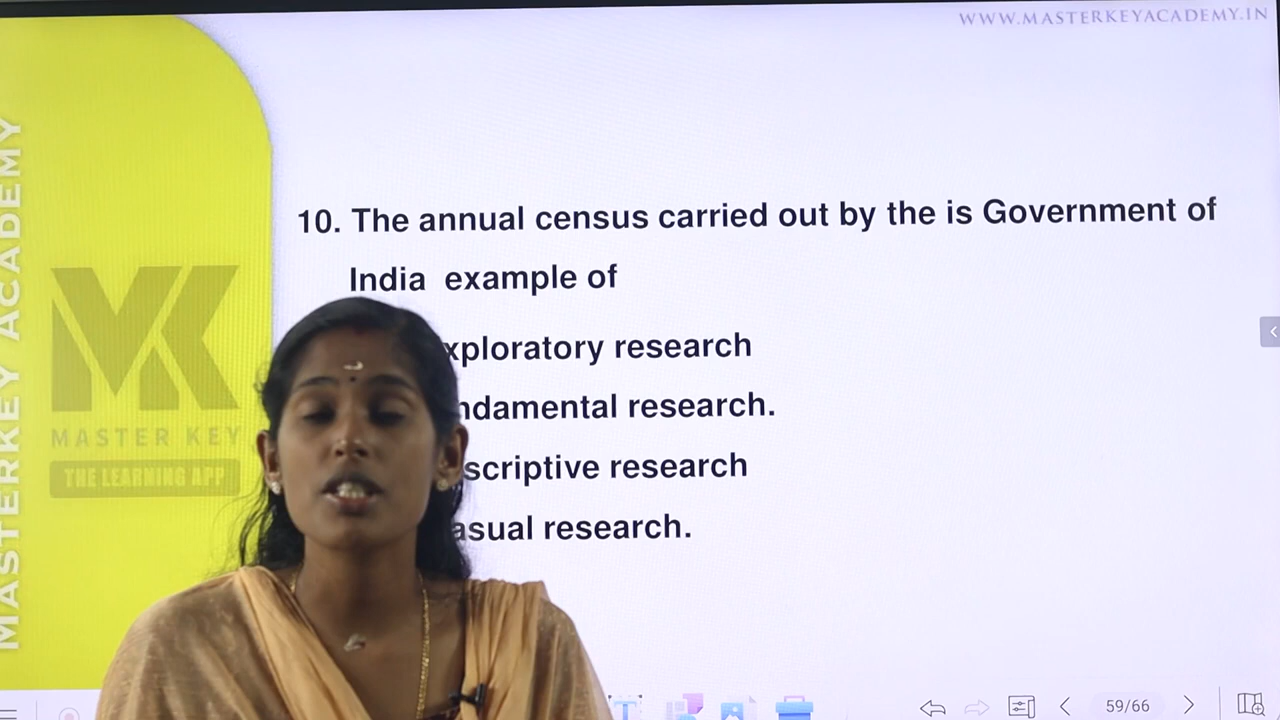 WWW.MASTERKEYACADEMY.IN
MASTERKEY ACADEMY
MASTER KEY
THE LEARNING APP
10. The annual census carried out by the is Government of
India example of
xploratory research
ndamental research.
scriptive research
asual research.
59/66